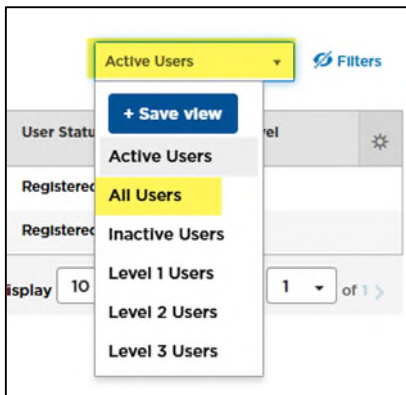 Active Users
Filters
+ Save view
User Statu
vel
Active Users
Registered
All Users
Registered
Inactive Users
Level 1 Users
isplay 10 1 of 1
Level 2 Users
Level 3 Users